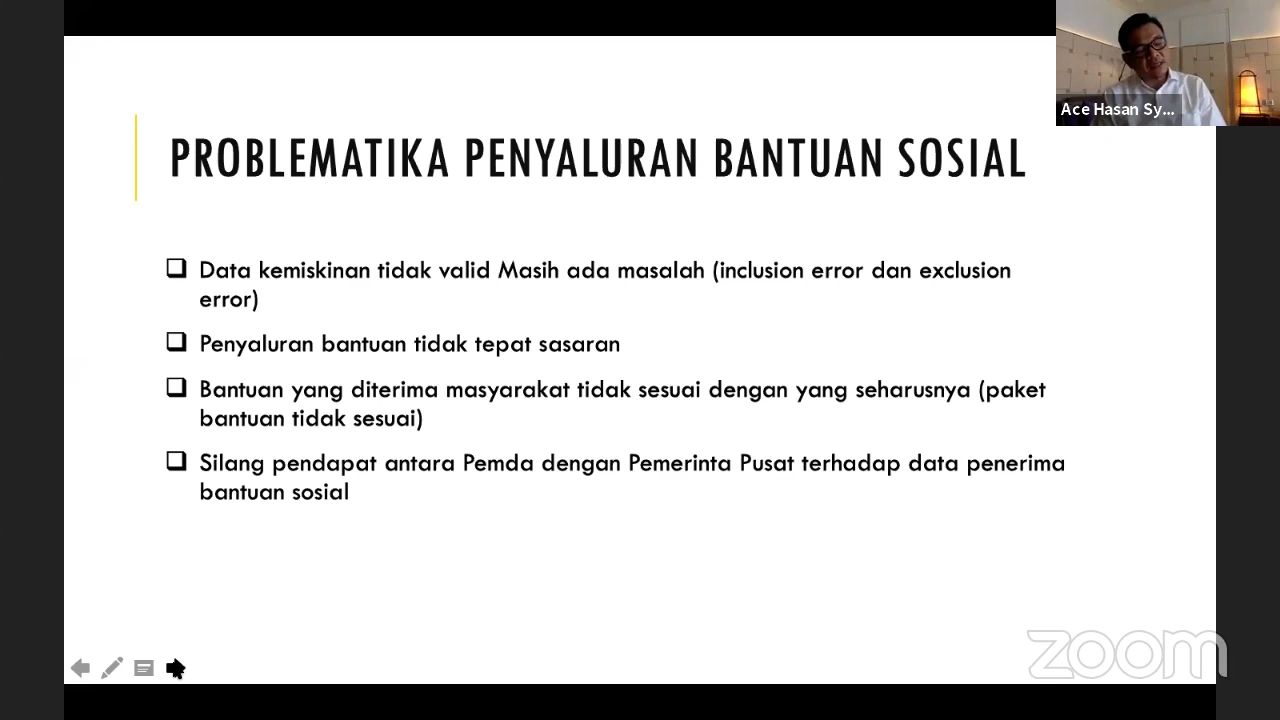 Ace Hasan Sy...
PROBLEMATIKA PENYALURAN BANTUAN SOSIAL
Data kemiskinan tidak valid Masih ada masalah (inclusion error dan exclusion
error)
Penyaluran bantuan tidak tepat sasaran
Bantuan yang diterima masyarakat tidak sesuai dengan yang seharusnya (paket
bantuan tidak sesuai)
Silang pendapat antara Pemda dengan Pemerinta Pusat terhadap data penerima
bantuan sosial
zoom